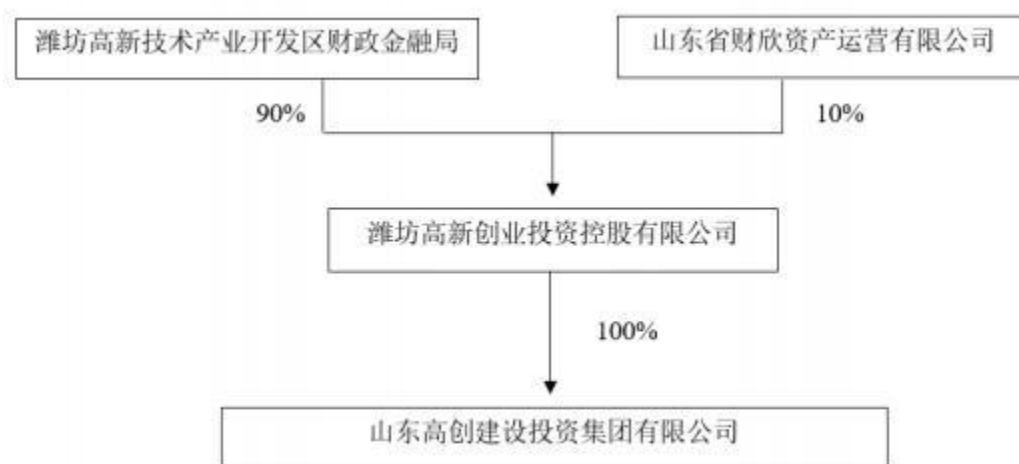 潍坊高新技术产业开发区财政金融局
山东省财欣资产运营有限公司
90%
10%
潍坊高新创业投资控股有限公司
100%
山东高创建设投资集团有限公司